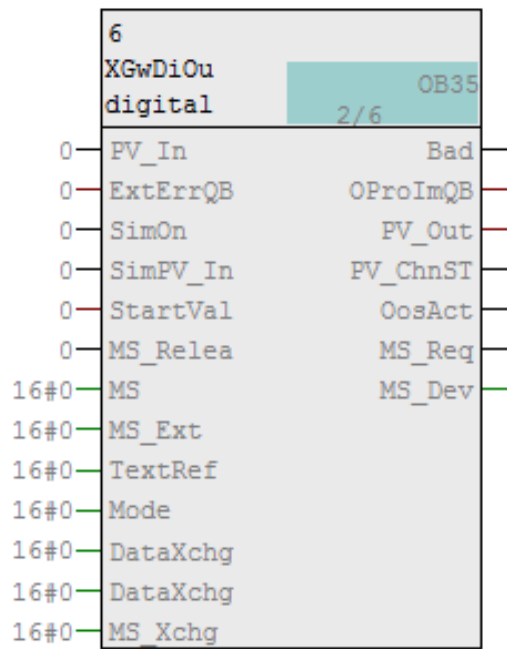 6
XGwDiOu
digital
OB35
2/6
0 PV_In Bad
0 ExtErrQB OProImQB
0 SimOn PV_Out
0 SimPV_In PV_ChnST
0 StartVal OosAct
0 MS_Relea MS_Req
16#0 MS MS_Dev
16#0 MS_Ext
16#0 TextRef
16#0 Mode
16#0 DataXchg
16#0 DataXchg
16#0 MS_Xchg